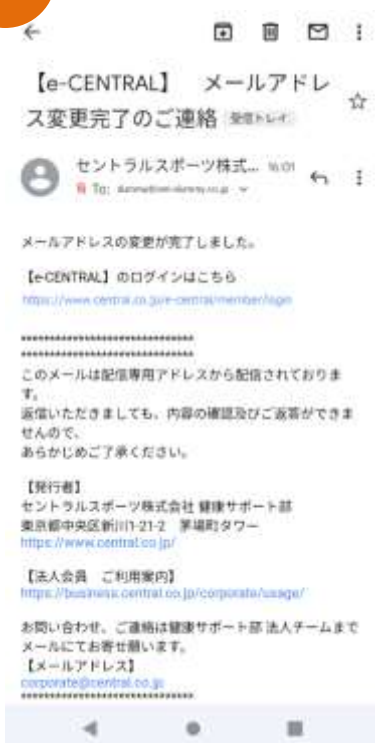 【e-CENTRAL】　メールアドレ
ス変更完了のご連絡 受信トレイ
セントラルスポーツ株式... 16:01
To:
メールアドレスの変更が完了しました。
【e-CENTRAL】のログインはこちら
https://www.central.co.jp/e-central/member/login
********************************
********************************
このメールは配信専用アドレスから配信されておりま
す。
返信いただきましても、内容の確認及びご返答ができま
せんので、
あらかじめご了承ください。
【発行者】
セントラルスポーツ株式会社 健康サポート部
東京都中央区新川1-21-2　茅場町タワー
https://www.central.co.jp/
【法人会員　ご利用案内】
https://business.central.co.jp/corporate/usage/
お問い合わせ、ご連絡は健康サポート部 法人チームまで
メールにてお寄せ願います。
【メールアドレス】
corporate@central.co.jp
********************************